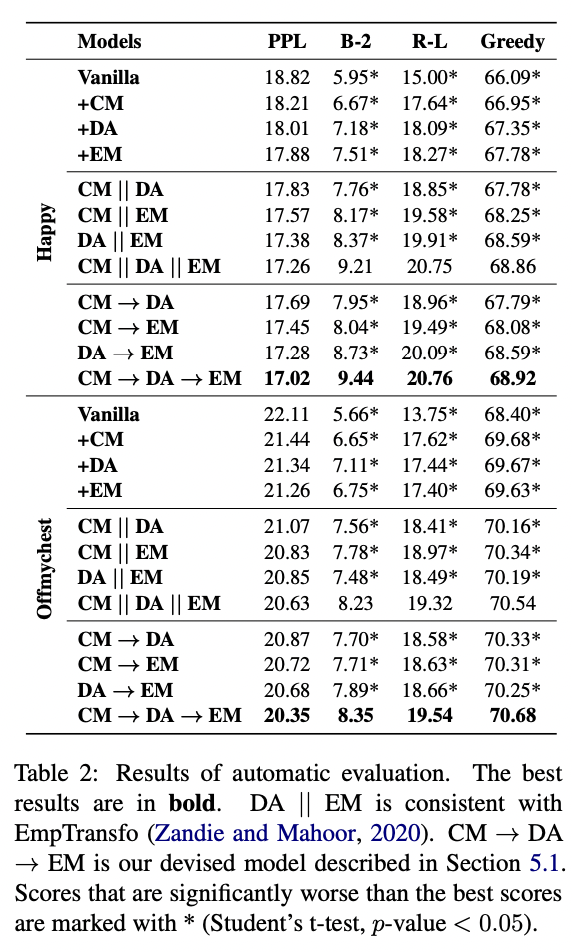 Models PPL B-2 R-L Greedy
Happy
Vanilla 18.82 5.95* 15.00* 66.09*
+CM 18.21 6.67* 17.64* 66.95*
+DA 18.01 7.18* 18.09* 67.35*
+EM 17.88 7.51* 18.27* 67.78*
CM || DA 17.83 7.76* 18.85* 67.78*
CM || EM 17.57 8.17* 19.58* 68.25*
DA || EM 17.38 8.37* 19.91* 68.59*
CM || DA || EM 17.26 9.21 20.75 68.86
CM → DA 17.69 7.95* 18.96* 67.79*
CM → EM 17.45 8.04* 19.49* 68.08*
DA → EM 17.28 8.73* 20.09* 68.59*
CM → DA → EM 17.02 9.44 20.76 68.92
Offmychest
Vanilla 22.11 5.66* 13.75* 68.40*
+CM 21.44 6.65* 17.62* 69.68*
+DA 21.34 7.11* 17.44* 69.67*
+EM 21.26 6.75* 17.40* 69.63*
CM || DA 21.07 7.56* 18.41* 70.16*
CM || EM 20.83 7.78* 18.97* 70.34*
DA || EM 20.85 7.48* 18.49* 70.19*
CM || DA || EM 20.63 8.23 19.32 70.54
CM → DA 20.87 7.70* 18.58* 70.33*
CM → EM 20.72 7.71* 18.63* 70.31*
DA → EM 20.68 7.89* 18.66* 70.25*
CM → DA → EM 20.35 8.35 19.54 70.68
Table 2: Results of automatic evaluation. The best
results are in bold. DA || EM is consistent with
EmpTransfo (Zandie and Mahoor, 2020). CM → DA
→ EM is our devised model described in Section 5.1.
Scores that are significantly worse than the best scores
are marked with * (Student's t-test, p-value < 0.05).